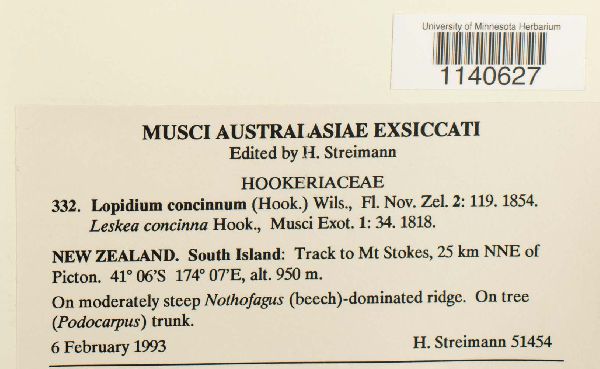 University of Minnesota Herbarium
1140627
MUSCI AUSTRALASIAE EXSICCATI
Edited by H. Streimann
HOOKERIACEAE
332. Lopidium concinnum (Hook.) Wils., Fl. Nov. Zel. 2: 119. 1854.
Leskea concinna Hook., Musci Exot. 1: 34. 1818.
NEW ZEALAND. South Island: Track to Mt Stokes, 25 km NNE of
Picton. 41° 06'S 174° 07'E, alt. 950 m.
On moderately steep Nothofagus (beech)-dominated ridge. On tree
(Podocarpus) trunk.
6 February 1993 H. Streimann 51454